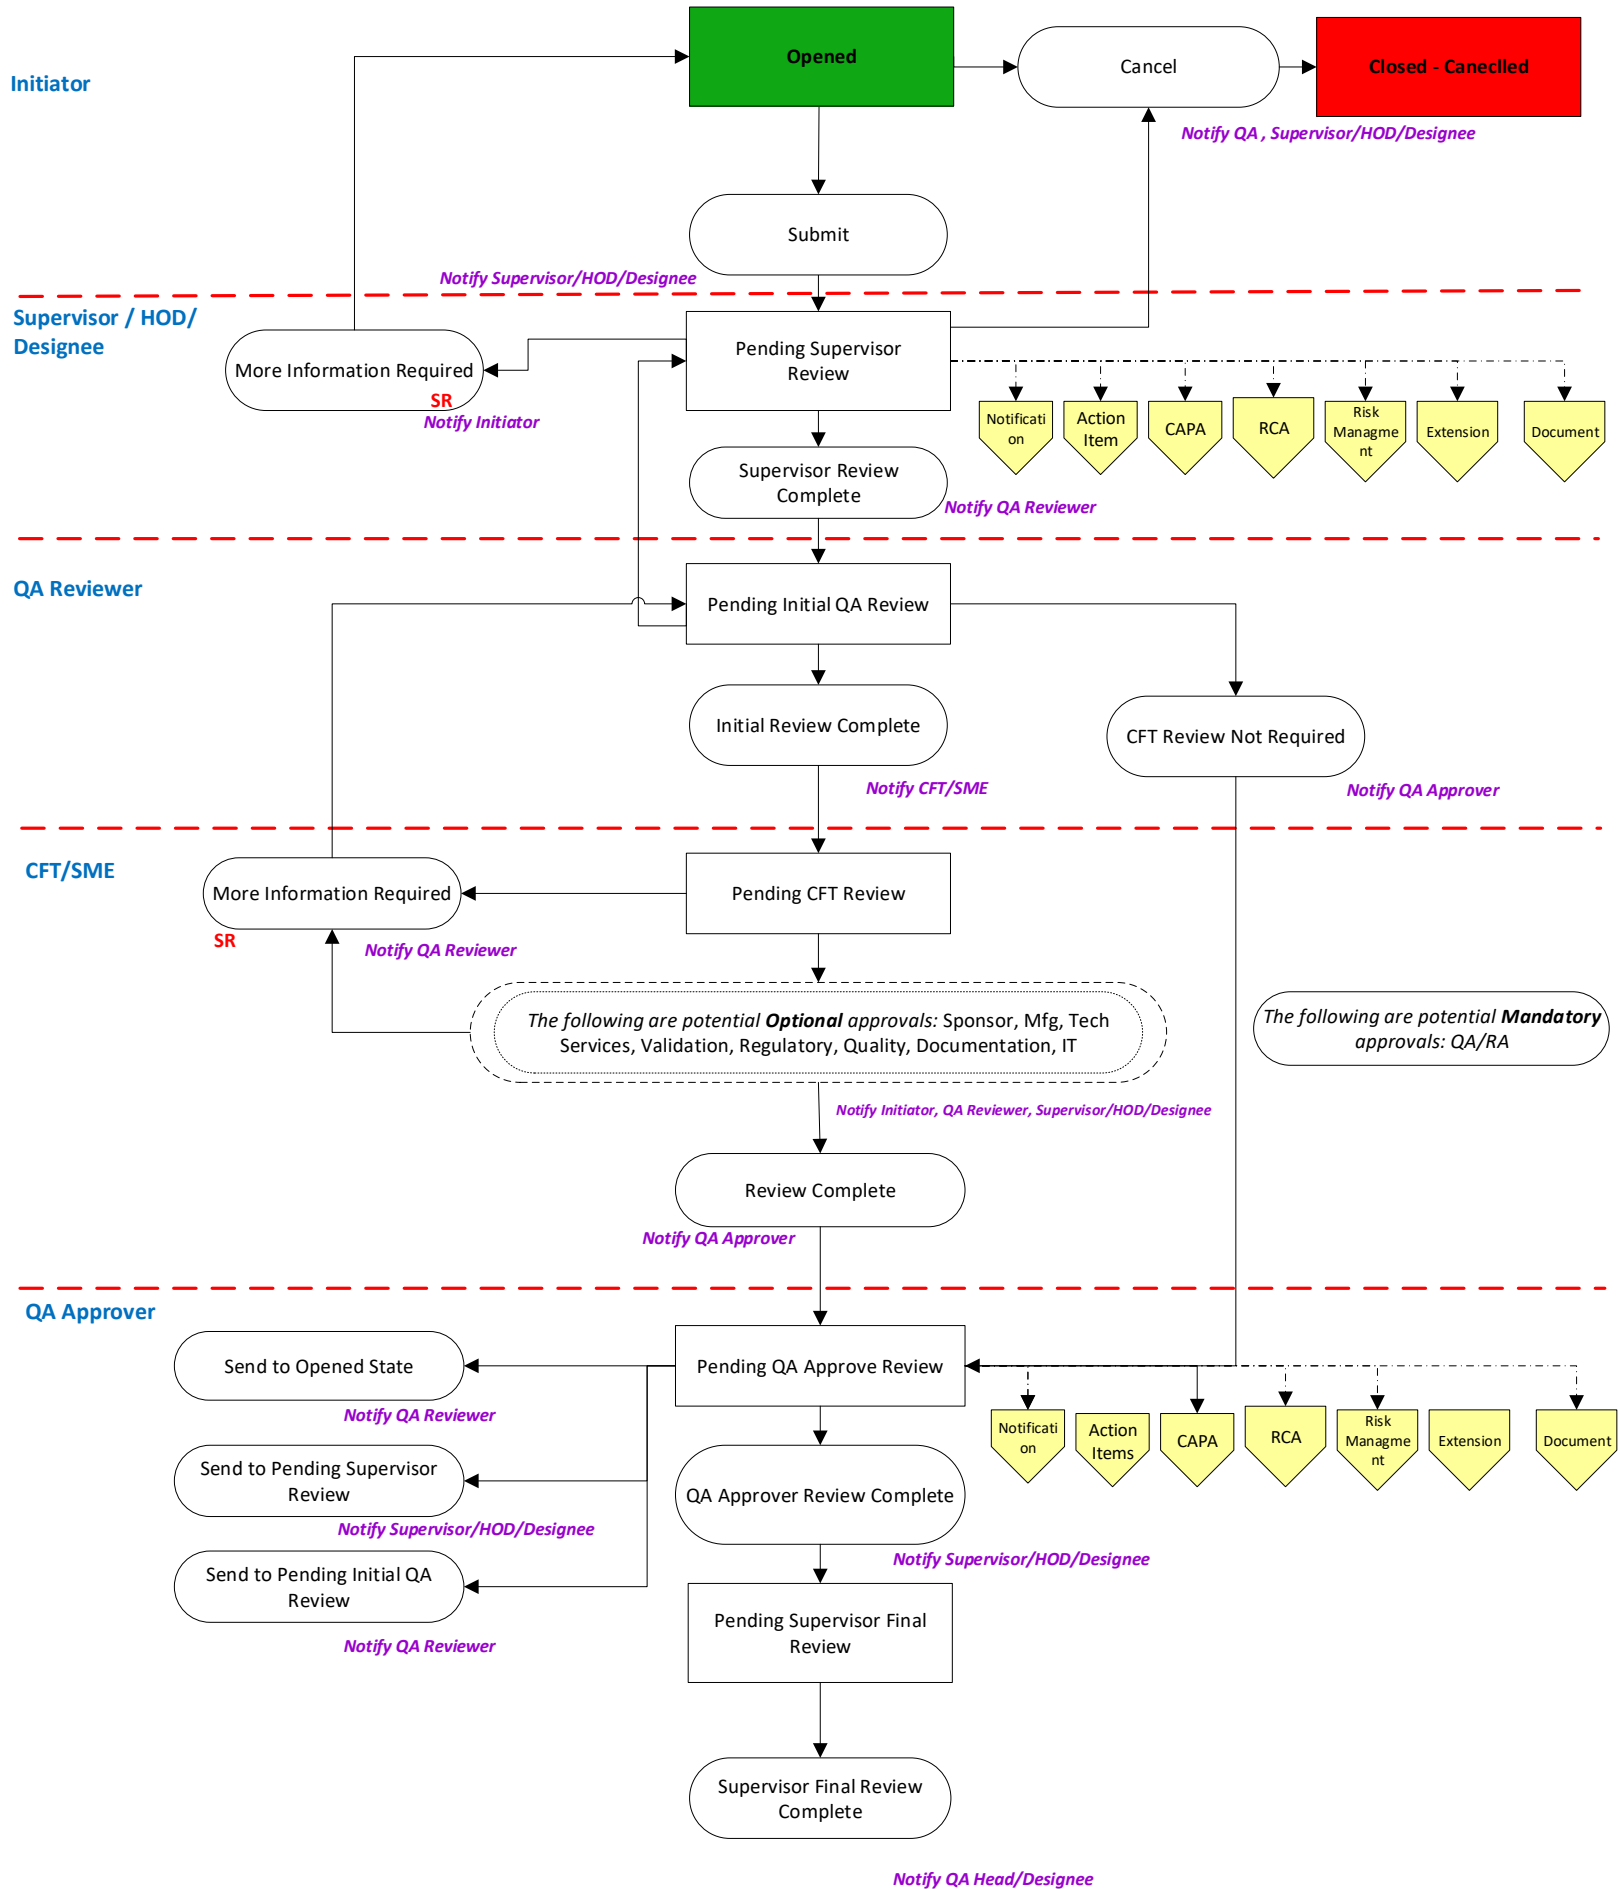 Opened
Cancel
Closed - Caneclled
Initiator
Notify QA , Supervisor/HOD/Designee
Submit
Notify Supervisor/HOD/Designee
Supervisor / HOD/
Designee
More Information Required
SR
Notify Initiator
Pending Supervisor
Review
Notificati
on
Action
Item
CAPA
RCA
Risk
Managme
nt
Extension
Document
Supervisor Review
Complete
Notify QA Reviewer
QA Reviewer
Pending Initial QA Review
Initial Review Complete
CFT Review Not Required
Notify CFT/SME
Notify QA Approver
CFT/SME
More Information Required
SR
Notify QA Reviewer
Pending CFT Review
The following are potential Optional approvals: Sponsor, Mfg, Tech
Services, Validation, Regulatory, Quality, Documentation, IT
The following are potential Mandatory
approvals: QA/RA
Notify Initiator, QA Reviewer, Supervisor/HOD/Designee
Review Complete
Notify QA Approver
QA Approver
Send to Opened State
Notify QA Reviewer
Pending QA Approve Review
Notificati
on
Action
Items
CAPA
RCA
Risk
Managme
nt
Extension
Document
Send to Pending Supervisor
Review
Notify Supervisor/HOD/Designee
QA Approver Review Complete
Notify Supervisor/HOD/Designee
Send to Pending Initial QA
Review
Notify QA Reviewer
Pending Supervisor Final
Review
Supervisor Final Review
Complete
Notify QA Head/Designee